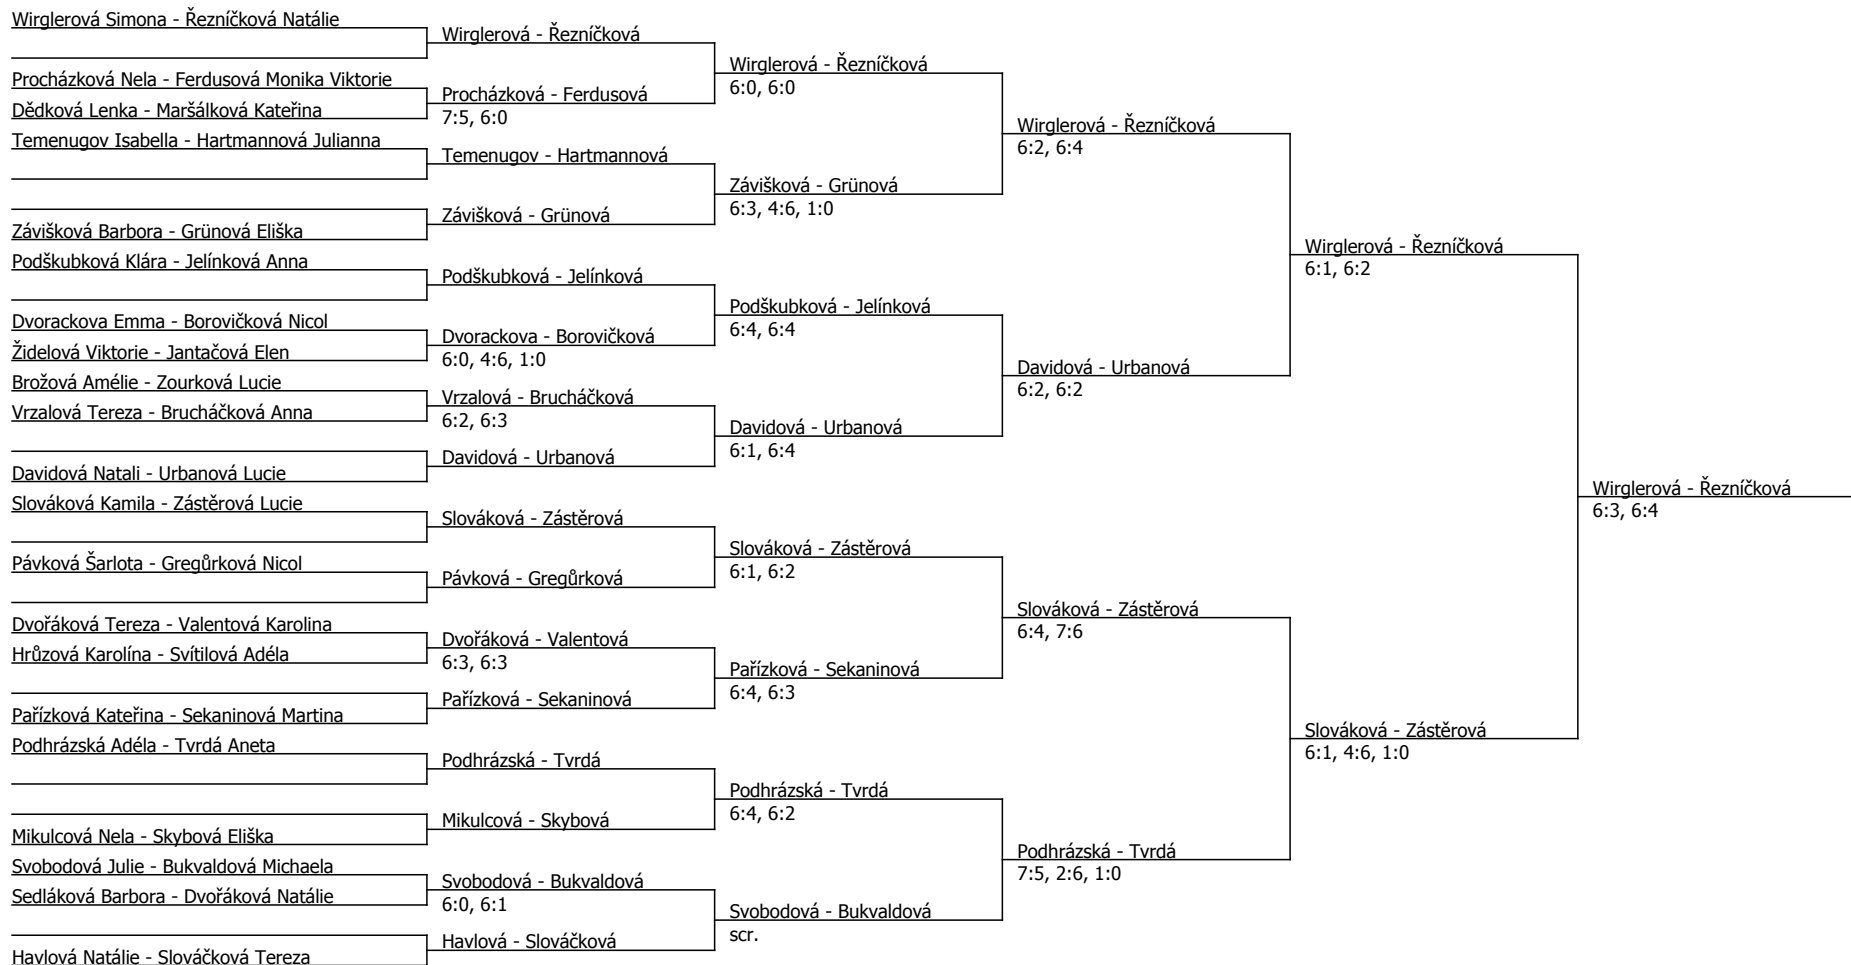 Wirglerová Simona - Řezníčková Natálie
Procházková Nela - Ferdusová Monika Viktorie
Dědková Lenka - Maršálková Kateřina
Temenugov Isabella - Hartmannová Julianna
Závišková Barbora - Grünová Eliška
Podškubková Klára - Jelínková Anna
Dvorackova Emma - Borovičková Nicol
Židelová Viktorie - Jantačová Elen
Brožová Amélie - Zourková Lucie
Vrzalová Tereza - Brucháčková Anna
Davidová Natali - Urbanová Lucie
Slováková Kamila - Zástěrová Lucie
Pávková Šarlota - Gregůrková Nicol
Dvořáková Tereza - Valentová Karolina
Hrůzová Karolína - Svítilová Adéla
Pařízková Kateřina - Sekaninová Martina
Podhrázská Adéla - Tvrdá Aneta
Mikulcová Nela - Skybová Eliška
Svobodová Julie - Bukvaldová Michaela
Sedláková Barbora - Dvořáková Natálie
Havlová Natálie - Slováčková Tereza
Wirglerová - Řezníčková
Procházková - Ferdusová
7:5, 6:0
Temenugov - Hartmannová
Závišková - Grünová
Podškubková - Jelínková
Dvorackova - Borovičková
6:0, 4:6, 1:0
Vrzalová - Brucháčková
6:2, 6:3
Davidová - Urbanová
Slováková - Zástěrová
Pávková - Gregůrková
Dvořáková - Valentová
6:3, 6:3
Pařízková - Sekaninová
Podhrázská - Tvrdá
Mikulcová - Skybová
Svobodová - Bukvaldová
6:0, 6:1
Havlová - Slováčková
Wirglerová - Řezníčková
6:0, 6:0
Závišková - Grünová
6:3, 4:6, 1:0
Podškubková - Jelínková
6:4, 6:4
Davidová - Urbanová
6:1, 6:4
Slováková - Zástěrová
6:1, 6:2
Pařízková - Sekaninová
6:4, 6:3
Podhrázská - Tvrdá
6:4, 6:2
Svobodová - Bukvaldová
scr.
Wirglerová - Řezníčková
6:2, 6:4
Davidová - Urbanová
6:2, 6:2
Slováková - Zástěrová
6:4, 7:6
Podhrázská - Tvrdá
7:5, 2:6, 1:0
Wirglerová - Řezníčková
6:1, 6:2
Slováková - Zástěrová
6:1, 4:6, 1:0
Wirglerová - Řezníčková
6:3, 6:4